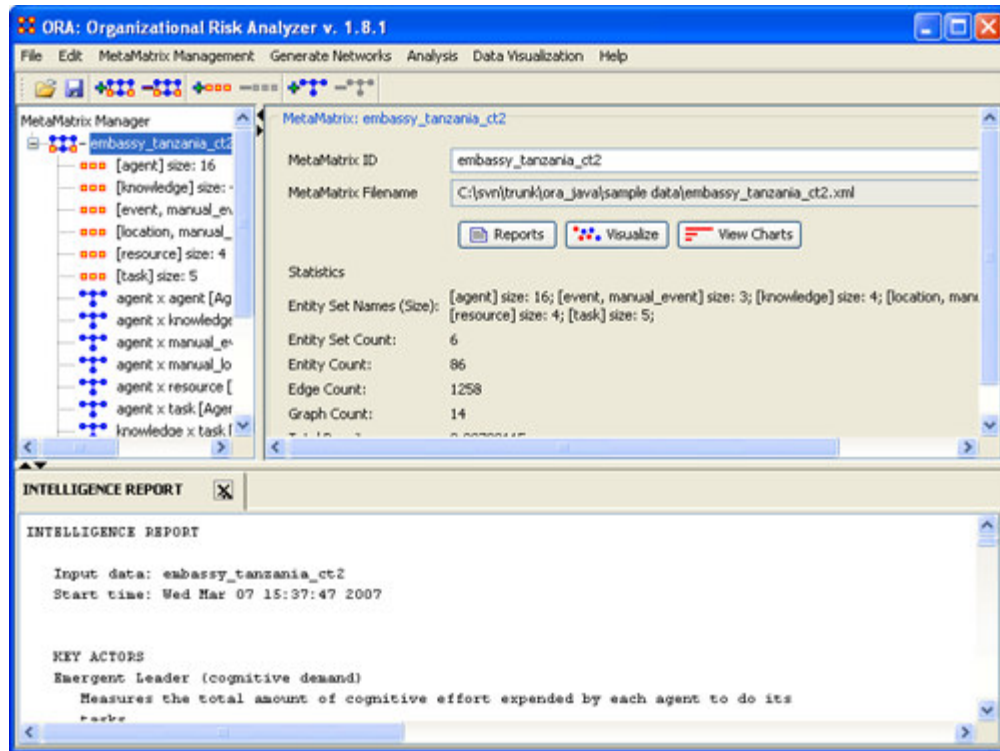 ORA: Organizational Risk Analyzer v. 1.8.1
File Edit MetaMatrix Management Generate Networks Analysis Data Visualization Help
MetaMatrix Manager
embassy_tanzania_ct2
[agent] size: 16
[knowledge] size:
[event, manual_ev
[location, manual_
[resource] size: 4
[task] size: 5
agent x agent [Ag
agent x knowledge
agent x manual_e
agent x manual_lo
agent x resource [
agent x task [Agen
knowledge x task [
MetaMatrix: embassy_tanzania_ct2
MetaMatrix ID embassy_tanzania_ct2
MetaMatrix Filename C:\svn\trunk\ora_java\sample data\embassy_tanzania_ct2.xml
Reports Visualize View Charts
Statistics
Entity Set Names (Size): [agent] size: 16; [event, manual_event] size: 3; [knowledge] size: 4; [location, manu
[resource] size: 4; [task] size: 5;
Entity Set Count: 6
Entity Count: 86
Edge Count: 1258
Graph Count: 14
INTELLIGENCE REPORT
INTELLIGENCE REPORT
Input data: embassy_tanzania_ct2
Start time: Wed Mar 07 15:37:47 2007
KEY ACTORS
Emergent Leader (cognitive demand)
Measures the total amount of cognitive effort expended by each agent to do its
tasks